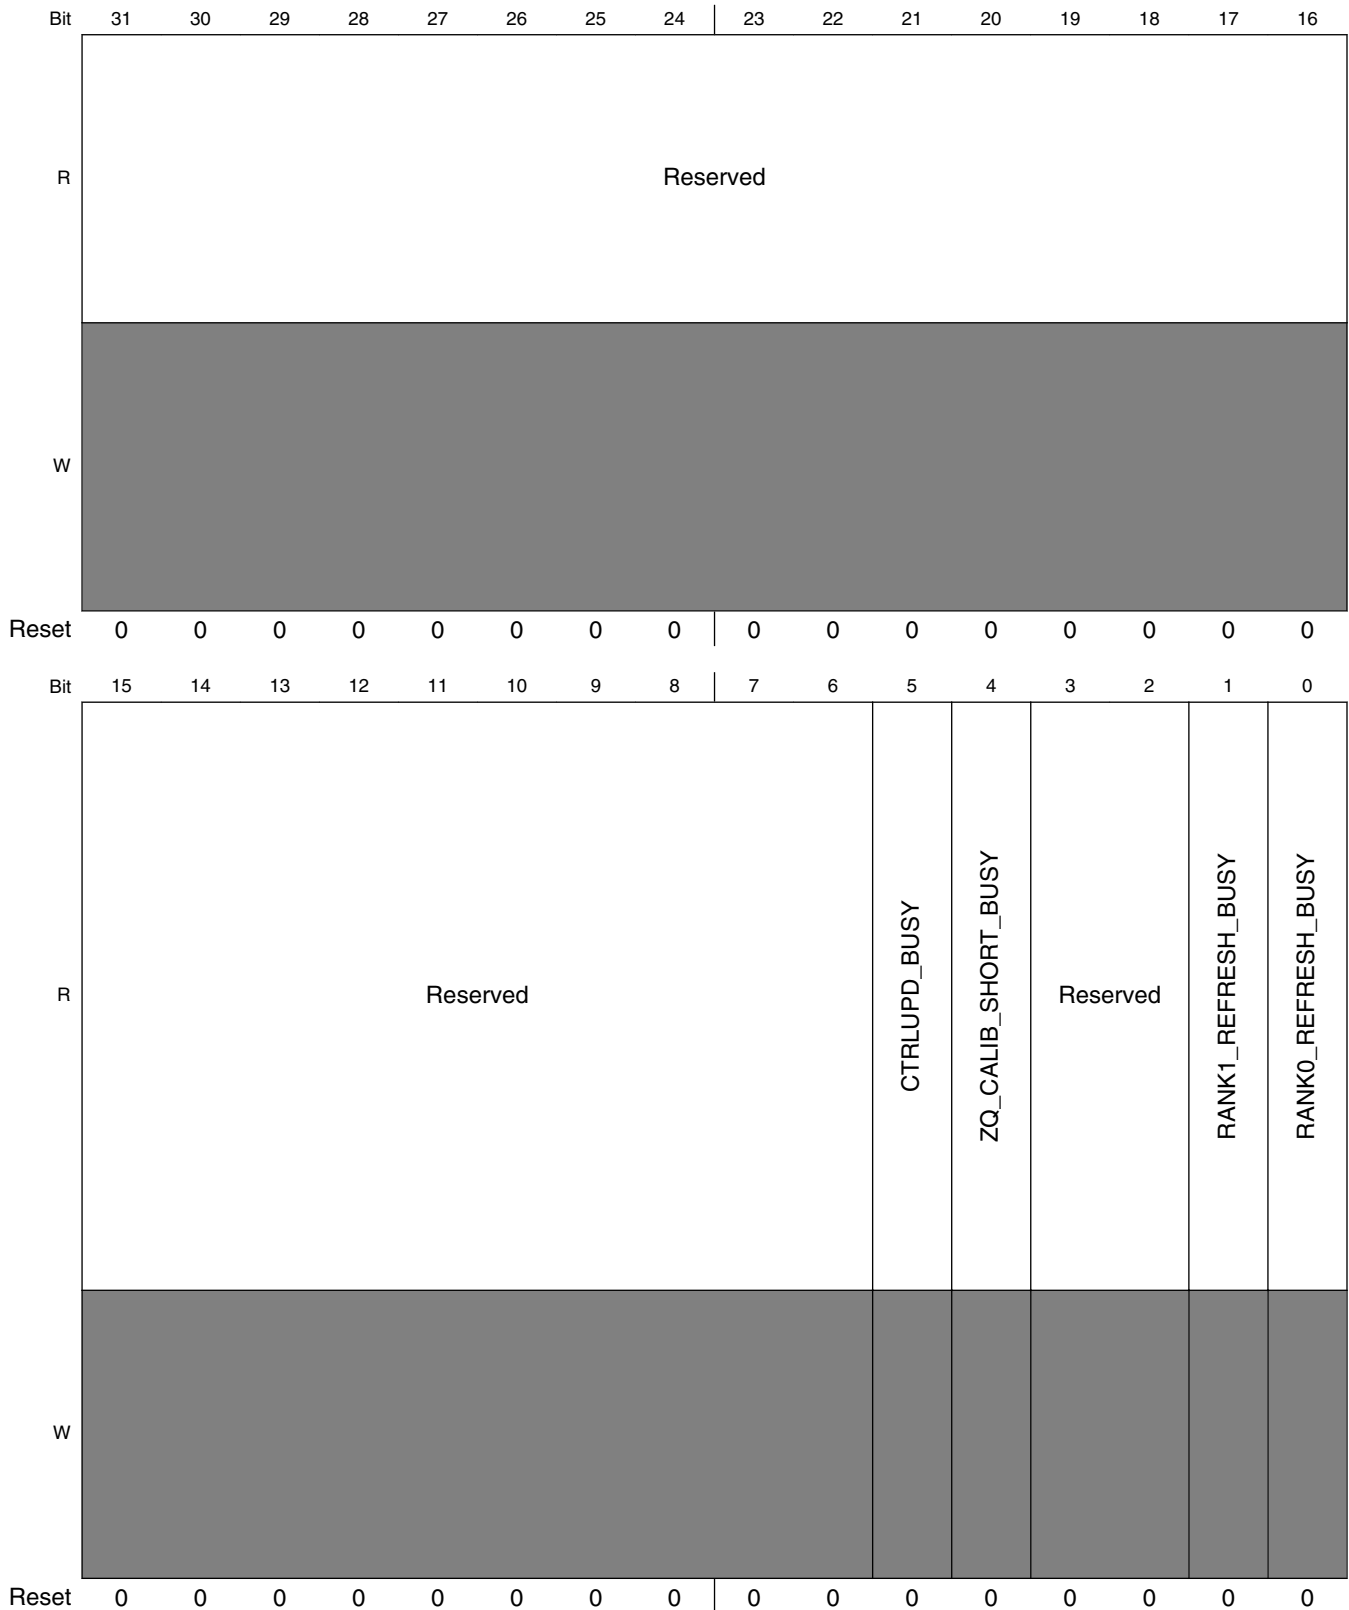 Bit 31 30 29 28 27 26 25 24 23 22 21 20 19 18 17 16
R Reserved
W
Reset 0 0 0 0 0 0 0 0 0 0 0 0 0 0 0 0
Bit 15 14 13 12 11 10 9 8 7 6 5 4 3 2 1 0
R Reserved CTRLUPD_BUSY ZQ_CALIB_SHORT_BUSY Reserved RANK1_REFRESH_BUSY RANK0_REFRESH_BUSY
W
Reset 0 0 0 0 0 0 0 0 0 0 0 0 0 0 0 0